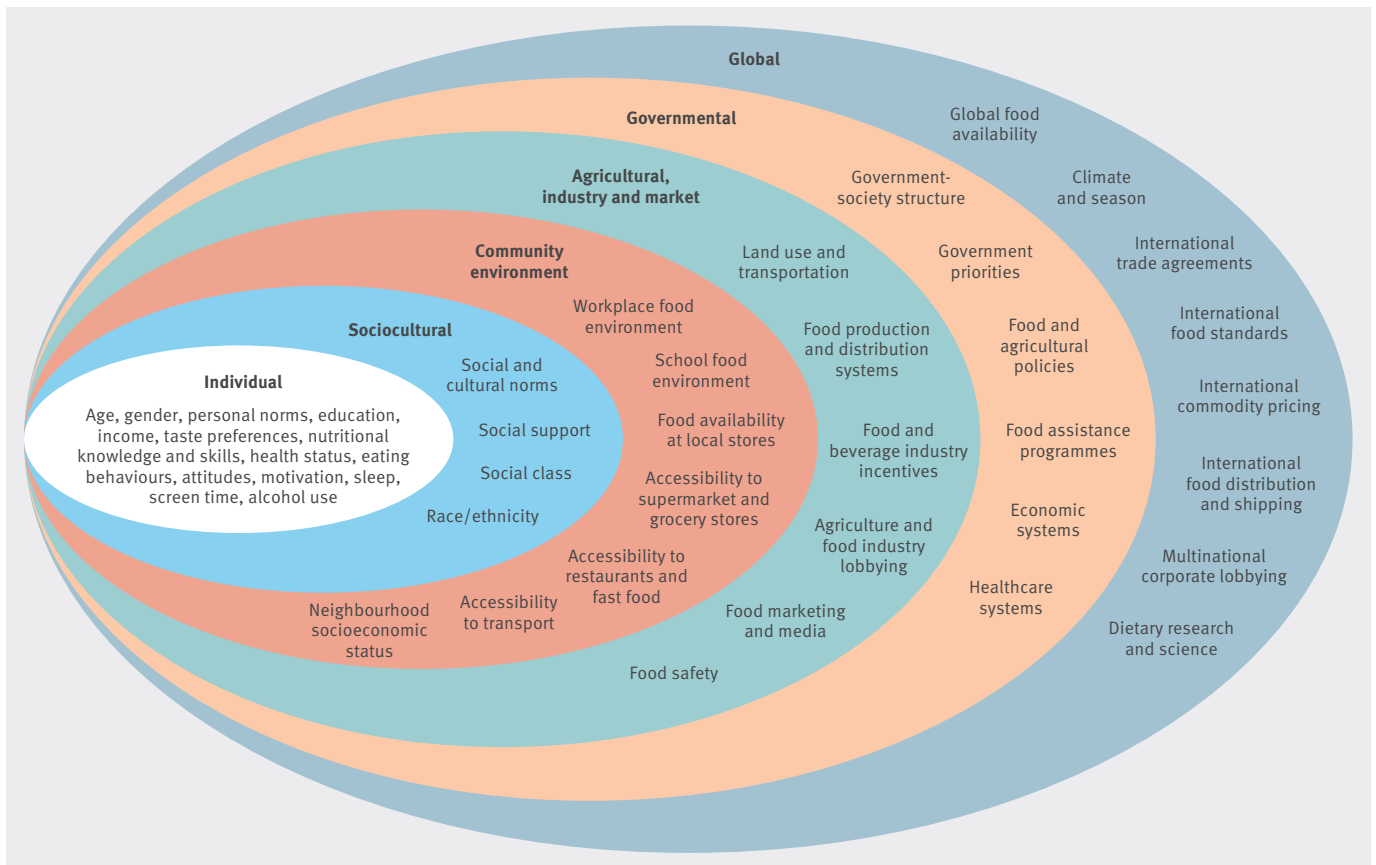 Global
Global food
availability
Climate
and season
International
trade agreements
International
food standards
International
commodity pricing
International
food distribution
and shipping
Multinational
corporate lobbying
Dietary research
and science
Governmental
Government-
society structure
Government
priorities
Food and
agricultural
policies
Food assistance
programmes
Economic
systems
Healthcare
systems
Agricultural,
industry and market
Land use and
transportation
Food production
and distribution
systems
Food and
beverage industry
incentives
Agriculture and
food industry
lobbying
Food marketing
and media
Food safety
Community
environment
Workplace food
environment
School food
environment
Food availability
at local stores
Accessibility to
supermarket and
grocery stores
Accessibility to
restaurants and
fast food
Accessibility
to transport
Neighbourhood
socioeconomic
status
Sociocultural
Social and
cultural norms
Social support
Social class
Race/ethnicity
Individual
Age, gender, personal norms, education,
income, taste preferences, nutritional
knowledge and skills, health status, eating
behaviours, attitudes, motivation, sleep,
screen time, alcohol use